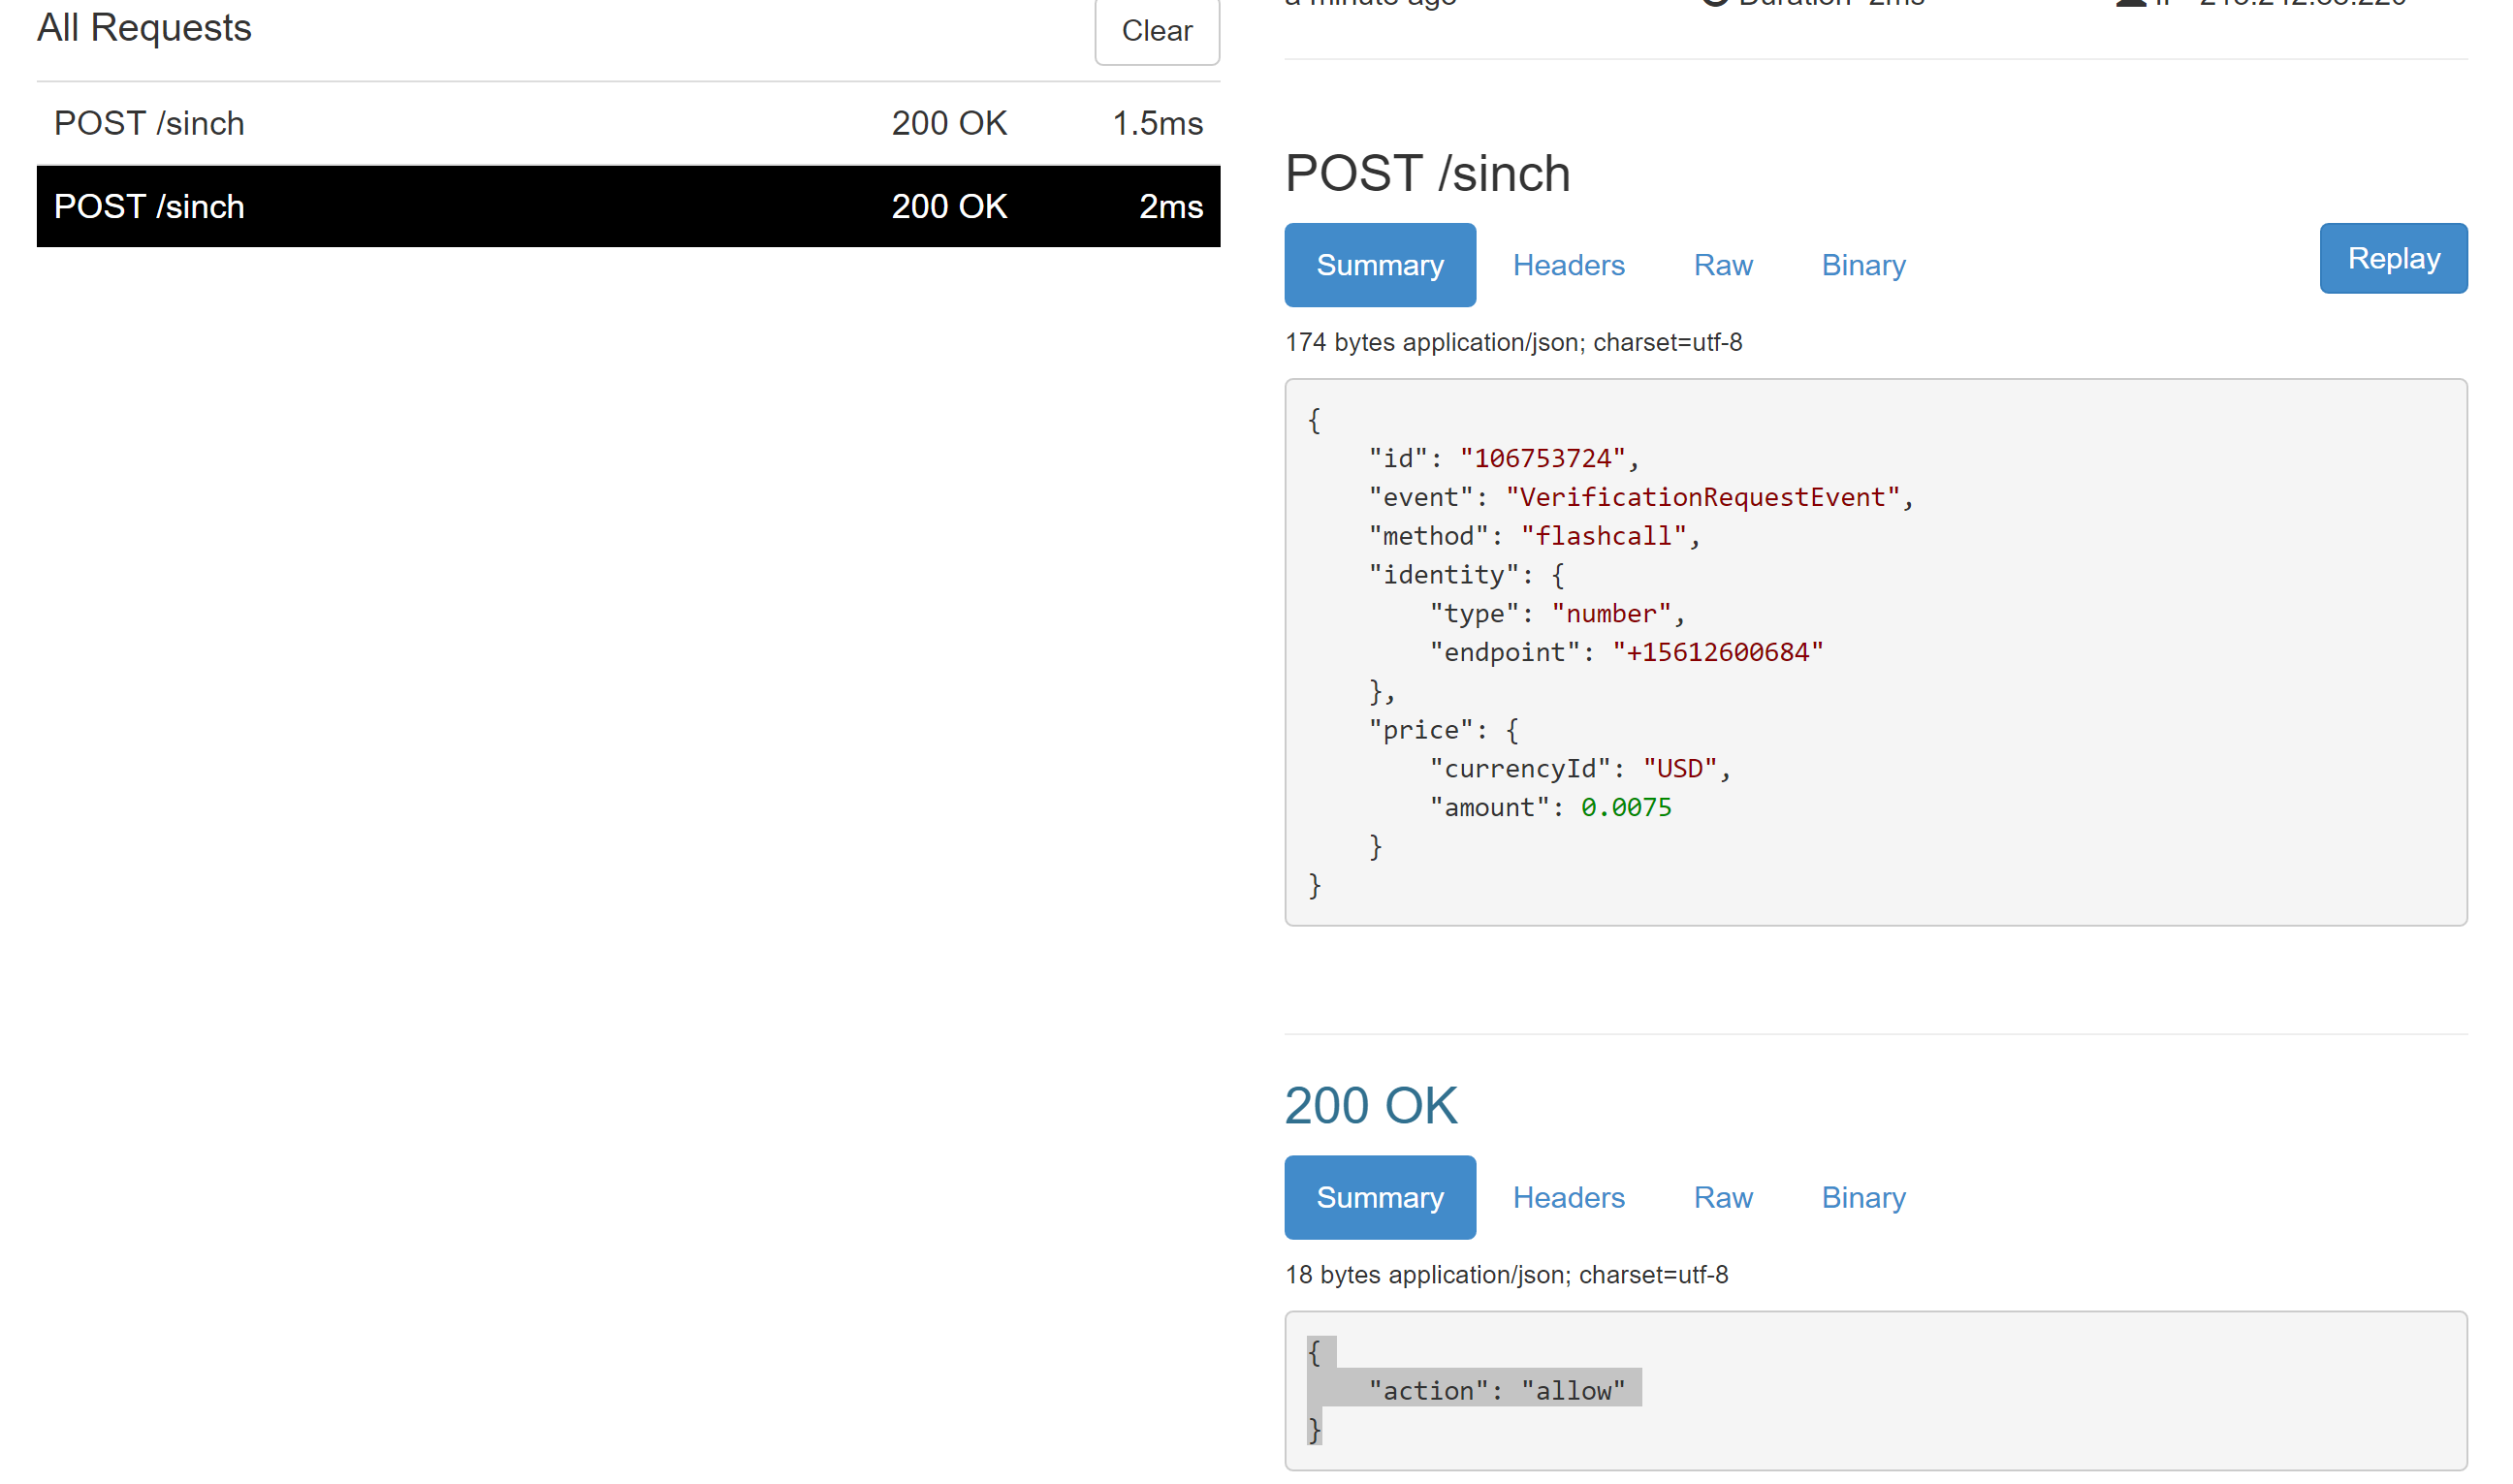 All Requests
Clear
POST /sinch 200 OK 1.5ms
POST /sinch 200 OK 2ms
a minute ago Duration 2ms IP
POST /sinch
Summary Headers Raw Binary Replay
174 bytes application/json; charset=utf-8
{
    "id": "106753724",
    "event": "VerificationRequestEvent",
    "method": "flashcall",
    "identity": {
        "type": "number",
        "endpoint": "+15612600684"
    },
    "price": {
        "currencyId": "USD",
        "amount": 0.0075
    }
}
200 OK
Summary Headers Raw Binary
18 bytes application/json; charset=utf-8
{
    "action": "allow"
}